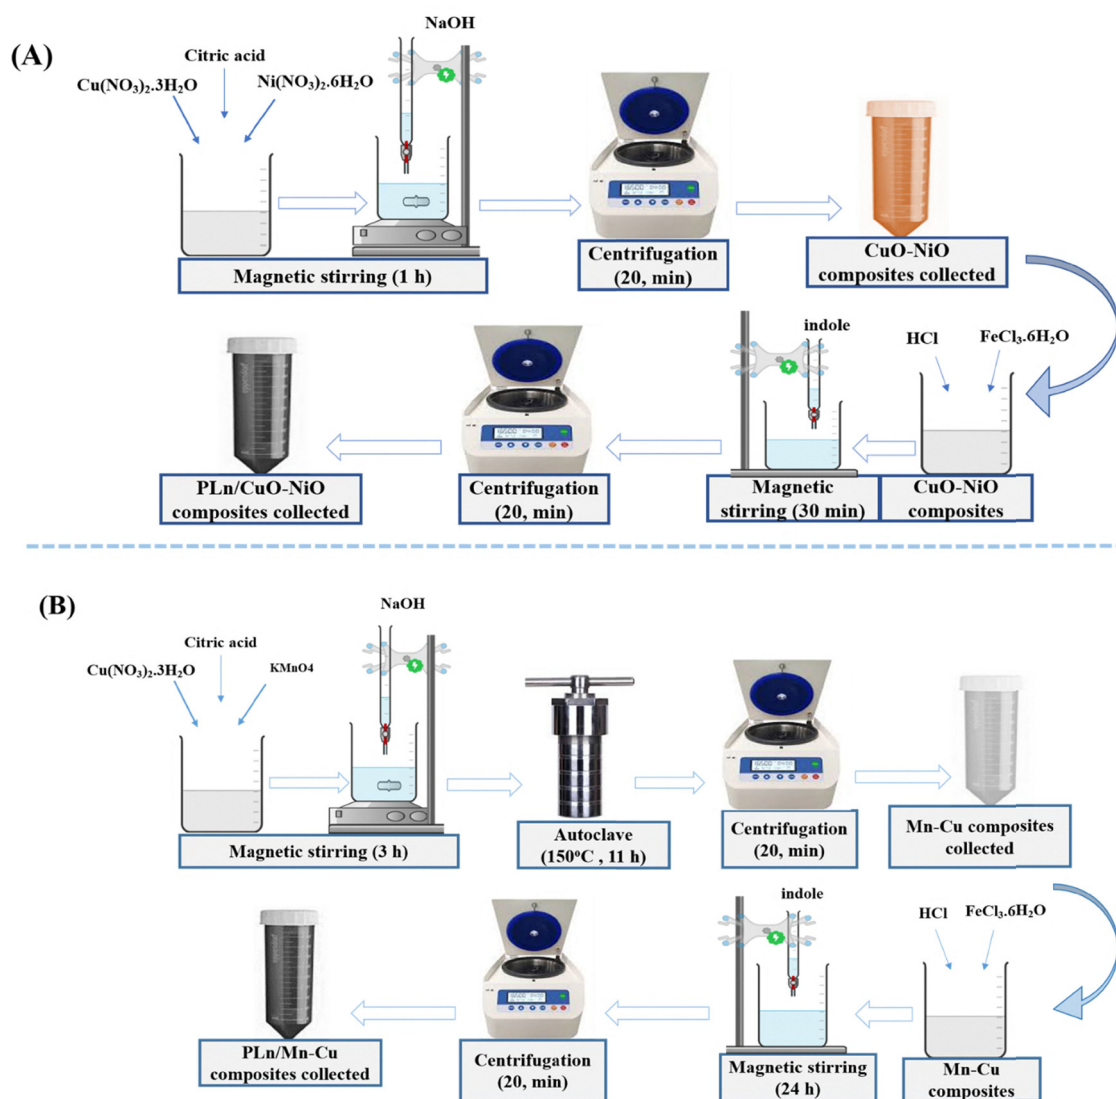 (A)
NaOH
Citric acid
Cu(NO₃)₂.3H₂O
Ni(NO₃)₂.6H₂O
Magnetic stirring (1 h)
Centrifugation
(20, min)
CuO-NiO
composites collected
indole
HCl
FeCl₃.6H₂O
PLn/CuO-NiO
composites collected
Centrifugation
(20, min)
Magnetic
stirring (30 min)
CuO-NiO
composites
(B)
NaOH
Citric acid
Cu(NO₃)₂.3H₂O
KMnO4
Magnetic stirring (3 h)
Autoclave
(150°C , 11 h)
Centrifugation
(20, min)
Mn-Cu composites
collected
indole
HCl
FeCl₃.6H₂O
PLn/Mn-Cu
composites collected
Centrifugation
(20, min)
Magnetic stirring
(24 h)
Mn-Cu
composites